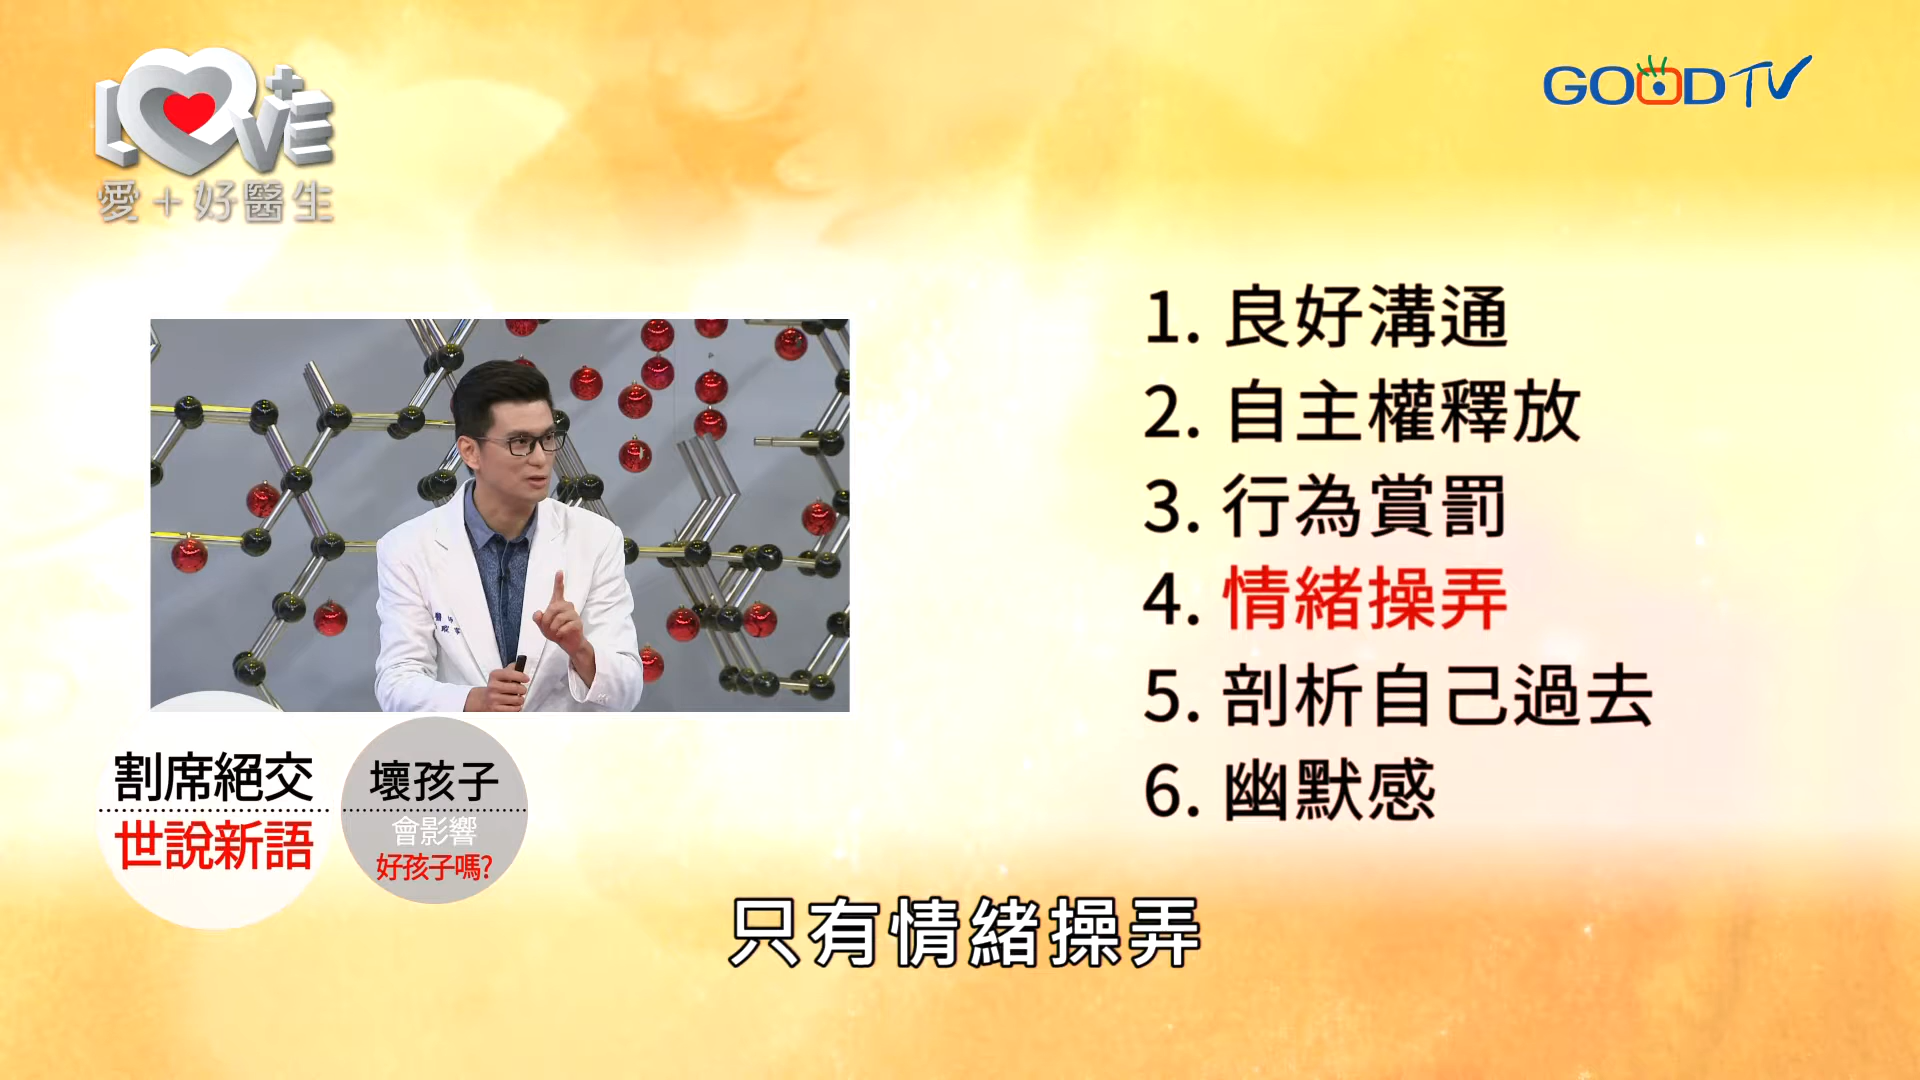 LOVE+
愛+好醫生
GOOD TV
1. 良好溝通
2. 自主權釋放
3. 行為賞罰
4. 情緒操弄
5. 剖析自己過去
6. 幽默感
割席絕交
世說新語
壞孩子
會影響
好孩子嗎?
只有情緒操弄